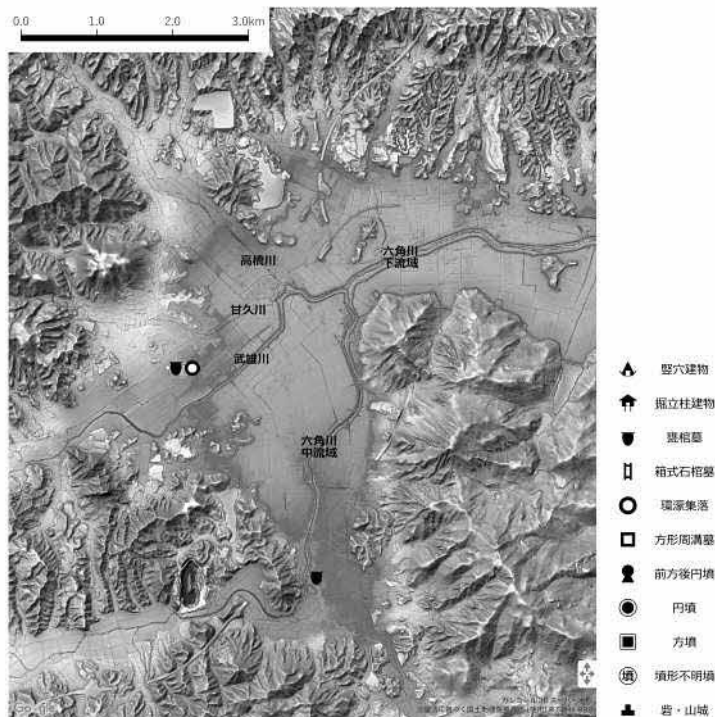 0.0 1.0 2.0 3.0km
高橋川
六角川
下流域
甘久川
武雄川
六角川
中流域
竪穴建物
掘立柱建物
甕棺墓
箱式石棺墓
環濠集落
方形周溝墓
前方後円墳
円墳
方墳
墳 墳形不明墳
砦・山城